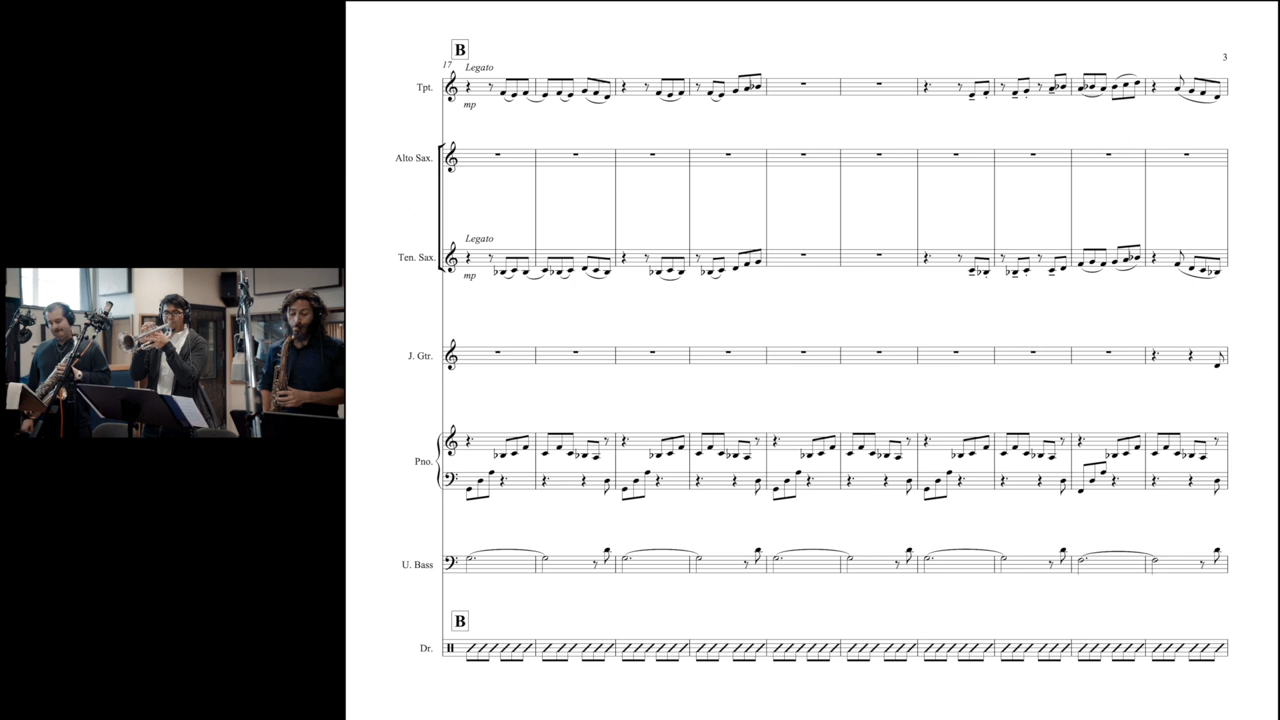 B
3
17
Legato
Tpt.
mp
Alto Sax.
Legato
Ten. Sax.
mp
J. Gtr.
Pno.
U. Bass
B
Dr.